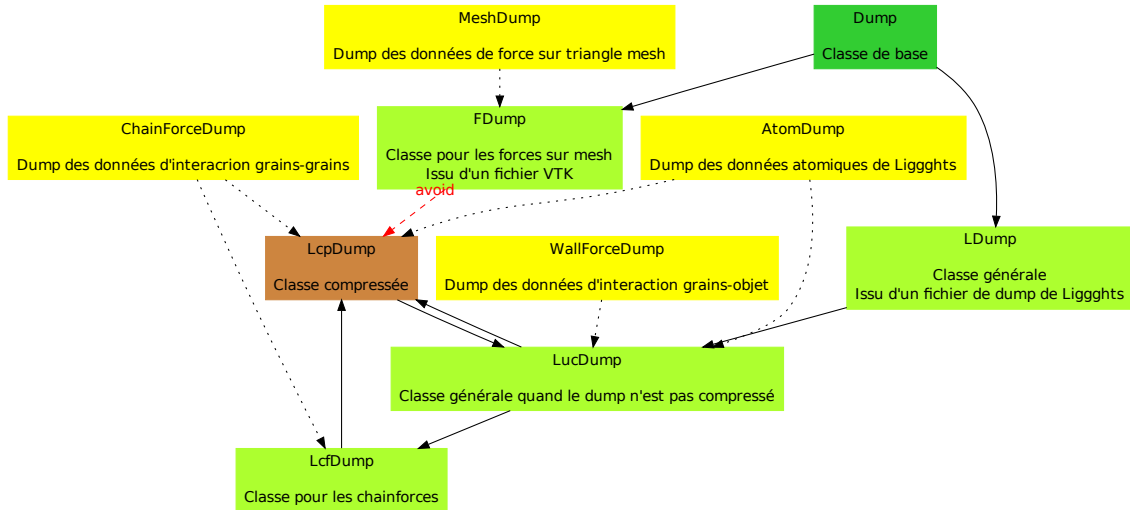 MeshDump
Dump des données de force sur triangle mesh
Dump
Classe de base
ChainForceDump
Dump des données d'interacrion grains-grains
FDump
Classe pour les forces sur mesh
Issu d'un fichier VTK
AtomDump
Dump des données atomiques de Liggghts
avoid
LcpDump
Classe compressée
WallForceDump
Dump des données d'interaction grains-objet
LDump
Classe générale
Issu d'un fichier de dump de Liggghts
LucDump
Classe générale quand le dump n'est pas compressé
LcfDump
Classe pour les chainforces